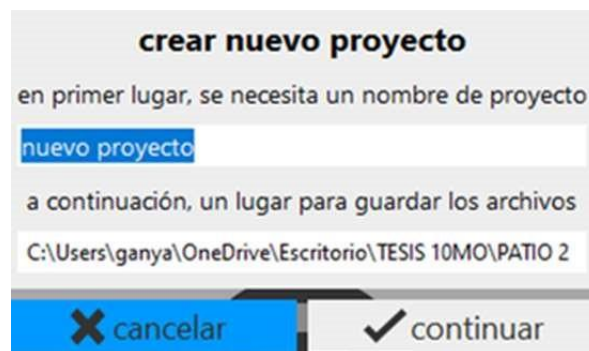 crear nuevo proyecto
en primer lugar, se necesita un nombre de proyecto
nuevo proyecto
a continuación, un lugar para guardar los archivos
C:\Users\ganya\OneDrive\Escritorio\TESIS 10MO\PATIO 2
cancelar
continuar